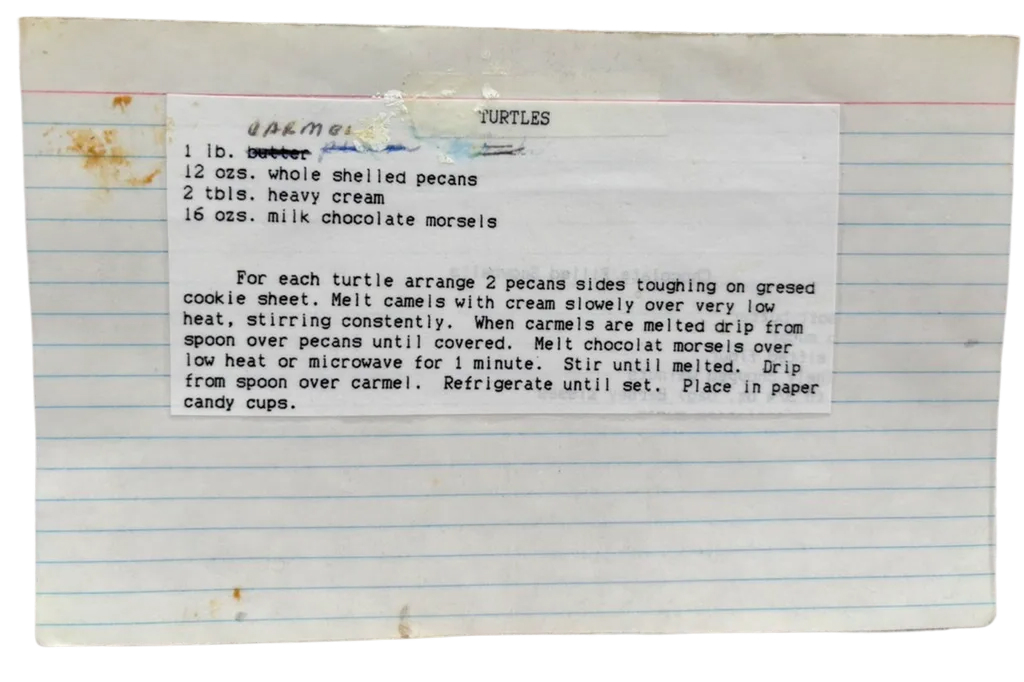 TURTLES
CARMEL
1 lb. butter
12 ozs. whole shelled pecans
2 tbls. heavy cream
16 ozs. milk chocolate morsels
For each turtle arrange 2 pecans sides toughing on gresed
cookie sheet. Melt camels with cream slowely over very low
heat, stirring constently. When carmels are melted drip from
spoon over pecans until covered. Melt chocolat morsels over
low heat or microwave for 1 minute. Stir until melted. Drip
from spoon over carmel. Refrigerate until set. Place in paper
candy cups.